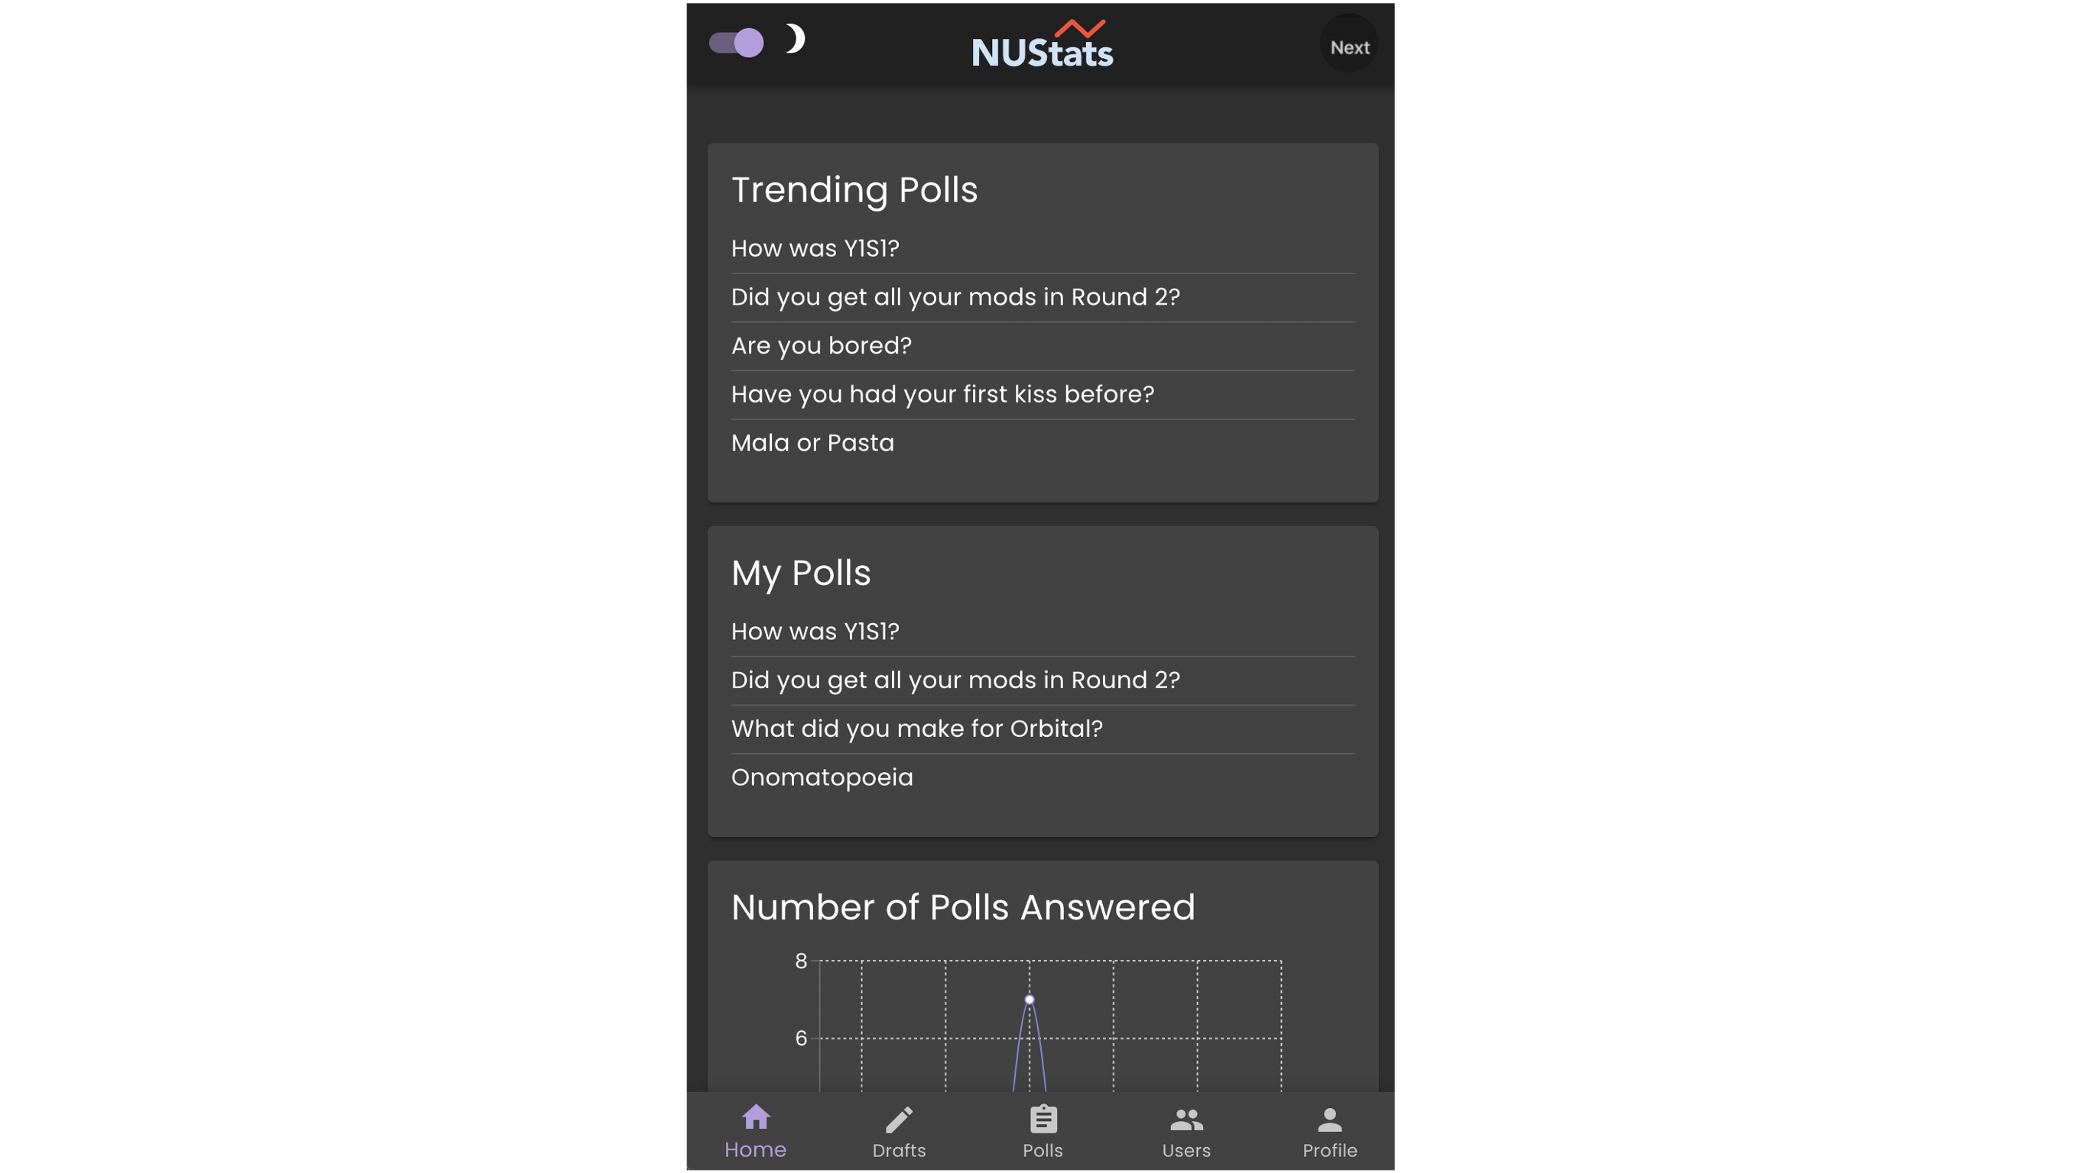 NUStats
Next
Trending Polls
How was Y1S1?
Did you get all your mods in Round 2?
Are you bored?
Have you had your first kiss before?
Mala or Pasta
My Polls
How was Y1S1?
Did you get all your mods in Round 2?
What did you make for Orbital?
Onomatopoeia
Number of Polls Answered
8
6
Home Drafts Polls Users Profile